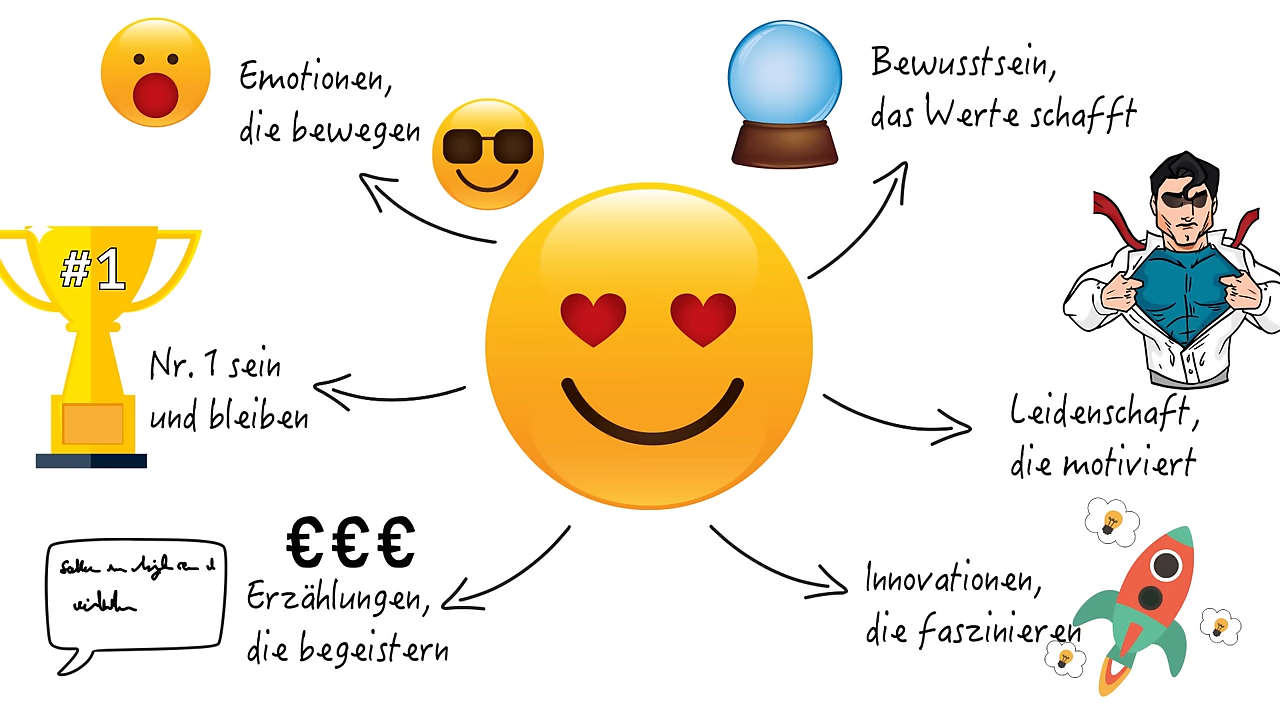 Emotionen,
die bewegen
Bewusstsein,
das Werte schafft
#1
Nr. 1 sein
und bleiben
Leidenschaft,
die motiviert
€€€
Erzählungen,
die begeistern
Innovationen,
die faszinieren